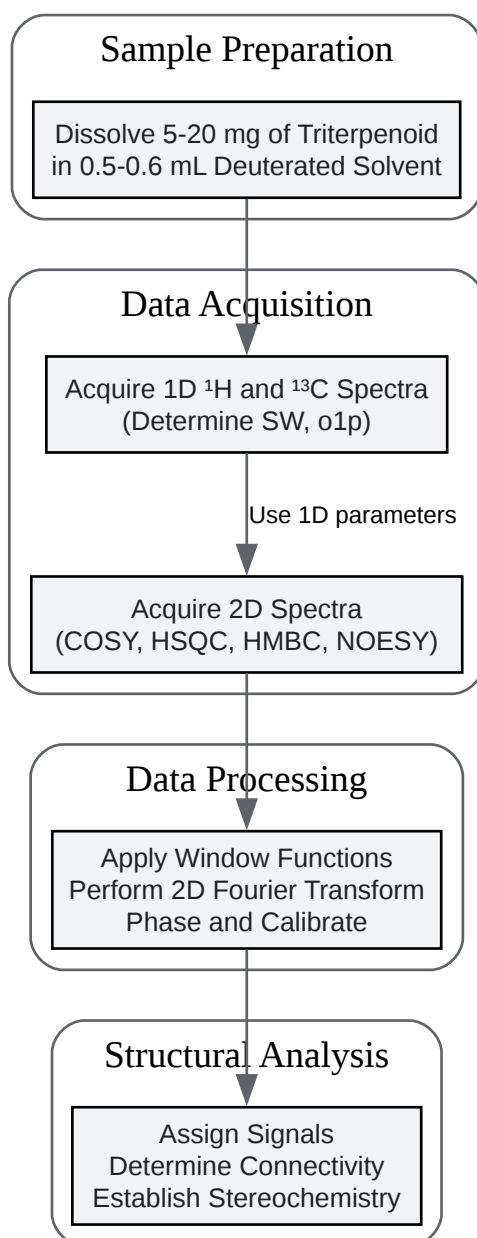 Sample Preparation
Dissolve 5-20 mg of Triterpenoid
in 0.5-0.6 mL Deuterated Solvent
Data Acquisition
Acquire 1D ¹H and ¹³C Spectra
(Determine SW, o1p)
Use 1D parameters
Acquire 2D Spectra
(COSY, HSQC, HMBC, NOESY)
Data Processing
Apply Window Functions
Perform 2D Fourier Transform
Phase and Calibrate
Structural Analysis
Assign Signals
Determine Connectivity
Establish Stereochemistry